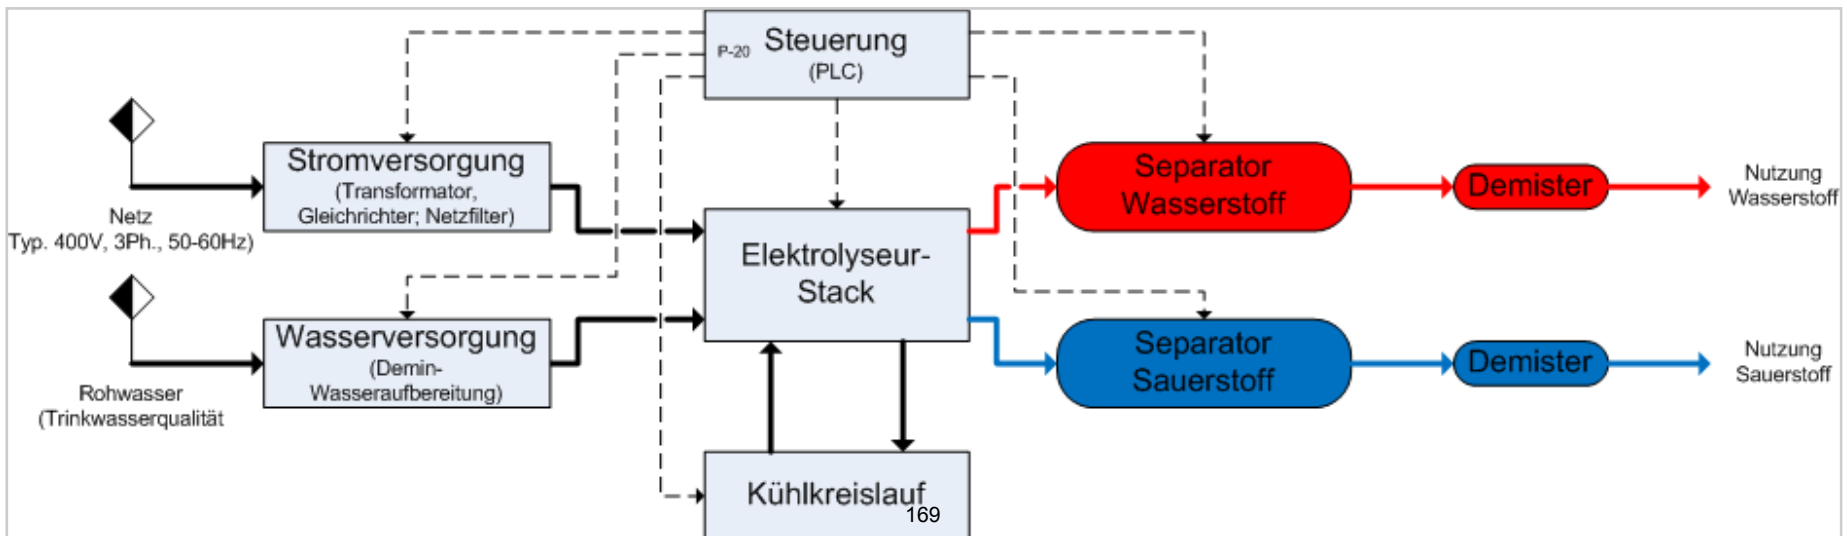 P-20
Steuerung
(PLC)
Stromversorgung
(Transformator,
Gleichrichter; Netzfilter)
Netz
Typ. 400V, 3Ph., 50-60Hz)
Separator
Wasserstoff
Demister
Nutzung
Wasserstoff
Elektrolyseur-
Stack
Wasserversorgung
(Demin-
Wasseraufbereitung)
Rohwasser
(Trinkwasserqualität
Separator
Sauerstoff
Demister
Nutzung
Sauerstoff
Kühlkreislauf
169